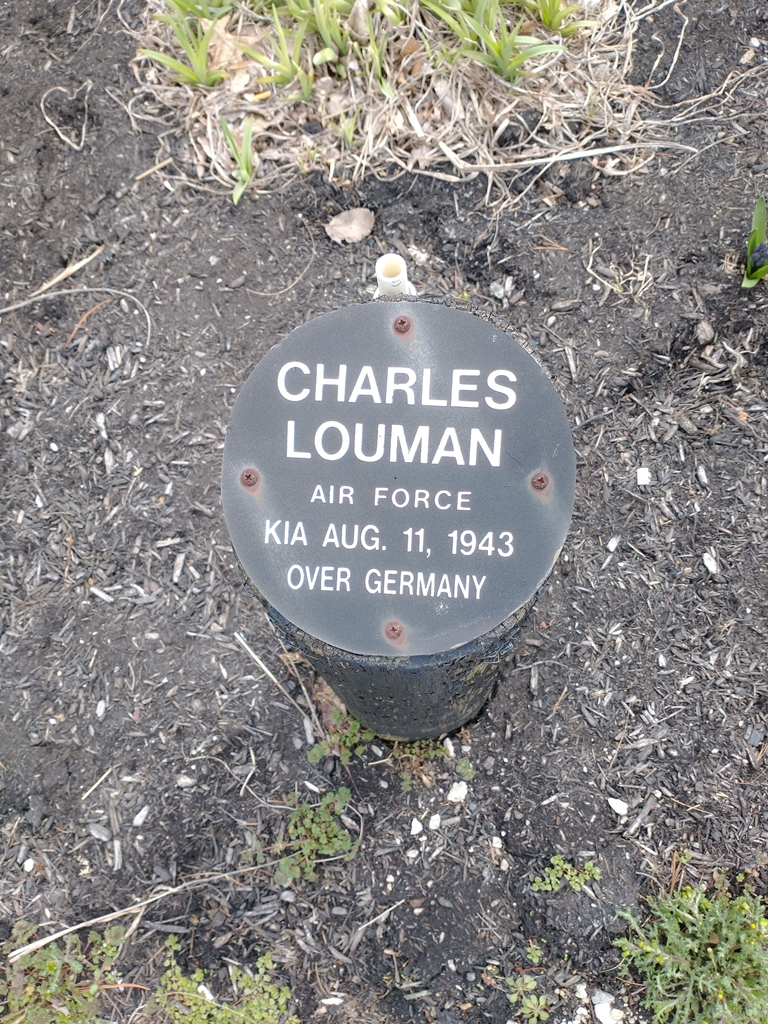 CHARLES
LOUMAN
AIR FORCE
KIA AUG. 11, 1943
OVER GERMANY